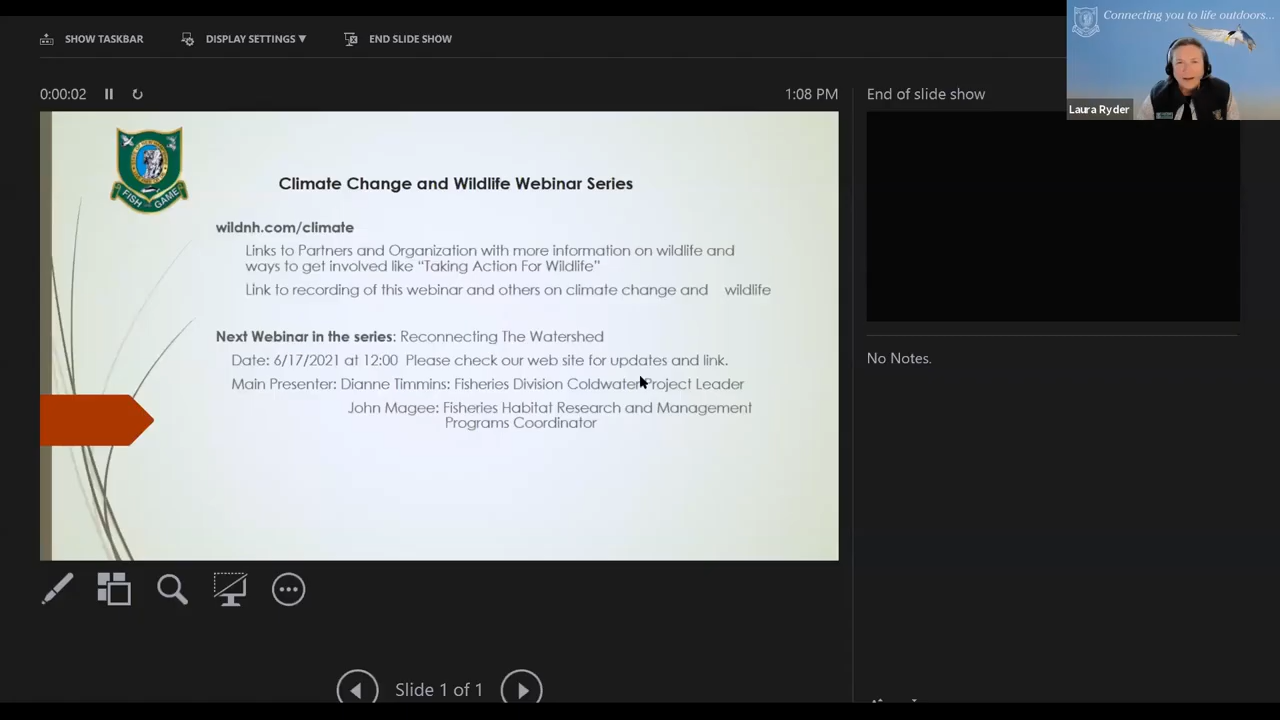 Connecting you to life outdoors...
SHOW TASKBAR
DISPLAY SETTINGS ▼
END SLIDE SHOW
Laura Ryder
0:00:02
1:08 PM
End of slide show
FISH
GAME
Climate Change and Wildlife Webinar Series
wildnh.com/climate
Links to Partners and Organization with more information on wildlife and
ways to get involved like “Taking Action For Wildlife”
Link to recording of this webinar and others on climate change and wildlife
Next Webinar in the series: Reconnecting The Watershed
Date: 6/17/2021 at 12:00 Please check our web site for updates and link.
Main Presenter: Dianne Timmins: Fisheries Division Coldwater Project Leader
John Magee: Fisheries Habitat Research and Management
Programs Coordinator
No Notes.
Slide 1 of 1